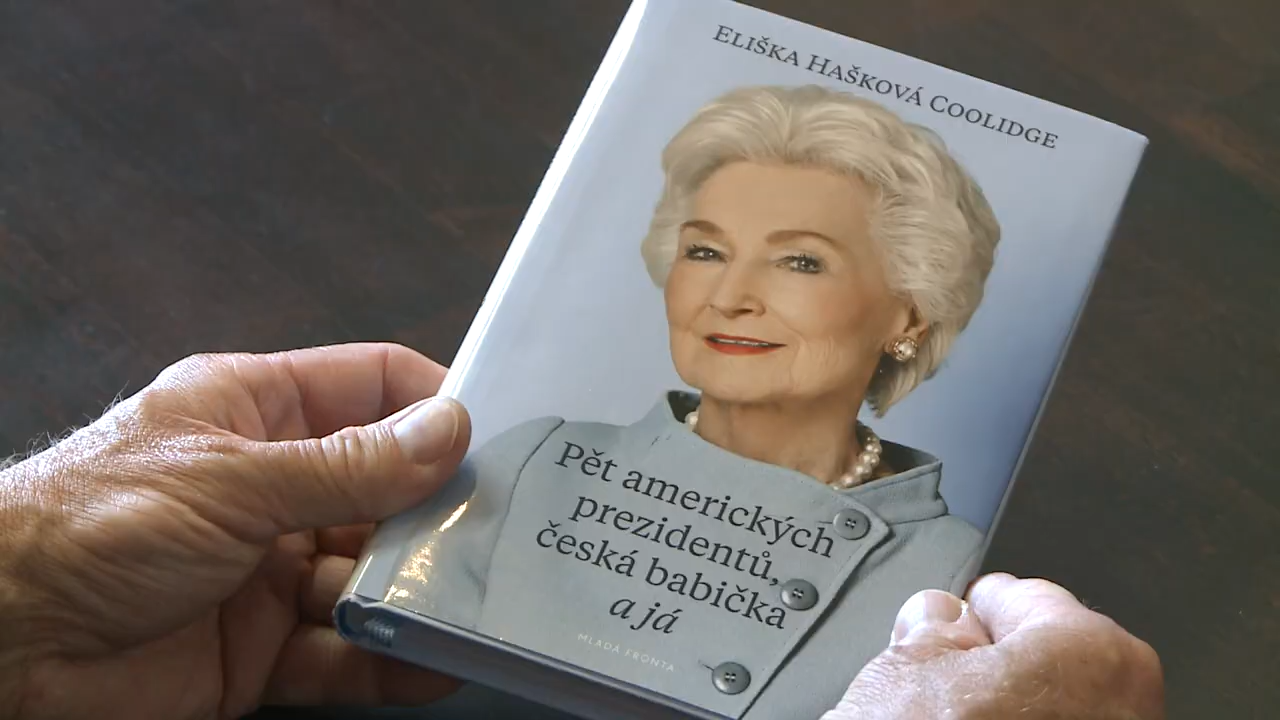 ELIŠKA HAŠKOVÁ COOLIDGE
Pět amerických
prezidentů,
česká babička
a já
MLADÁ FRONTA